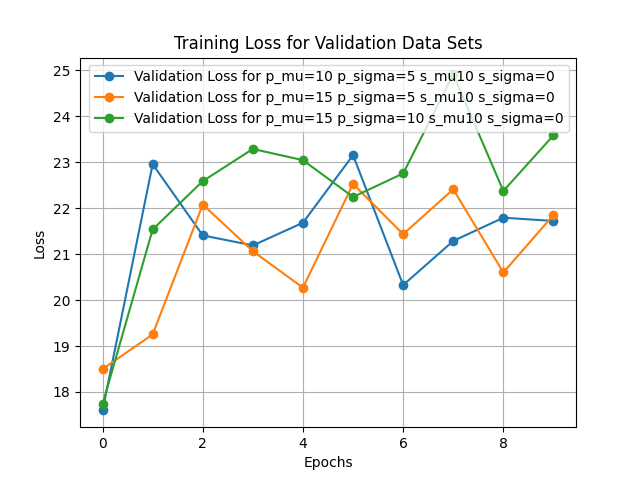 Training Loss for Validation Data Sets
Validation Loss for p_mu=10 p_sigma=5 s_mu10 s_sigma=0
Validation Loss for p_mu=15 p_sigma=5 s_mu10 s_sigma=0
Validation Loss for p_mu=15 p_sigma=10 s_mu10 s_sigma=0
25
24
23
22
21
20
19
18
Loss
0 2 4 6 8
Epochs